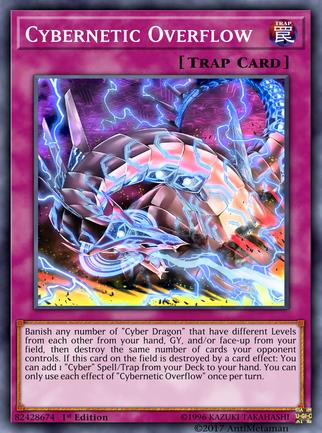 Cybernetic Overflow
TRAP
罠
[Trap Card]
Banish any number of "Cyber Dragon" that have different Levels
from each other from your hand, GY, and/or face-up from your
field, then destroy the same number of cards your opponent
controls. If this card on the field is destroyed by a card effect: You
can add 1 "Cyber" Spell/Trap from your Deck to your hand. You can
only use each effect of "Cybernetic Overflow" once per turn.
82428674 1st Edition ©1996 KAZUKI TAKAHASHI
©2017 AntiMetaman